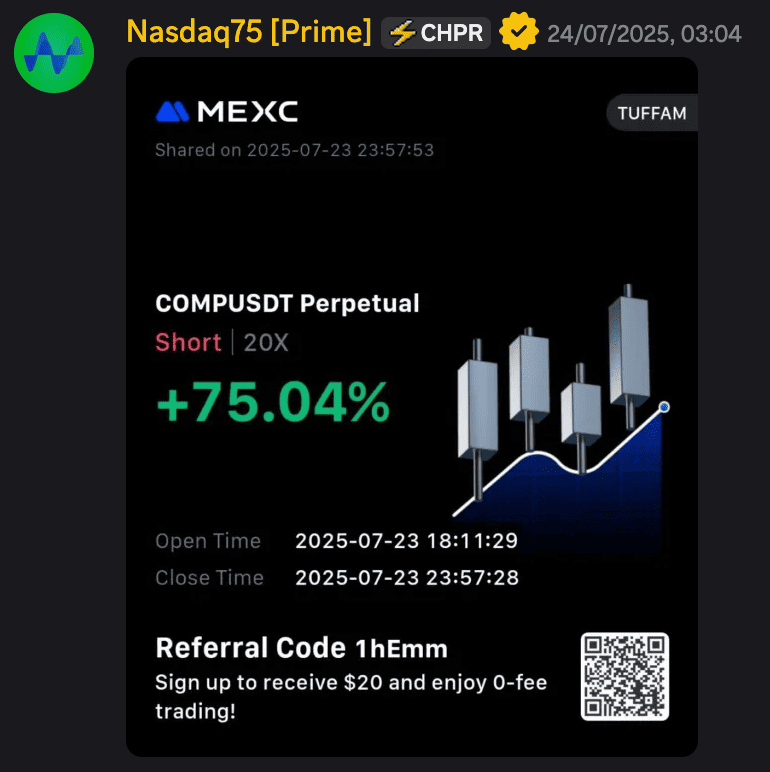 Nasdaq75 [Prime] CHPR 24/07/2025, 03:04
MEXC
TUFFAM
Shared on 2025-07-23 23:57:53
COMPUSDT Perpetual
Short | 20X
+75.04%
Open Time 2025-07-23 18:11:29
Close Time 2025-07-23 23:57:28
Referral Code 1hEmm
Sign up to receive $20 and enjoy 0-fee
trading!